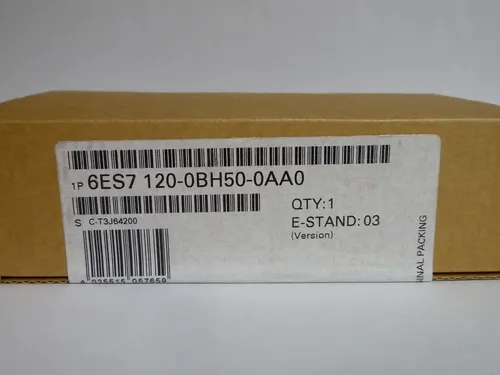 1P 6ES7 120-0BH50-0AA0
S C-T3J64200
QTY:1
E-STAND: 03
(Version)
4 025515 057659
INAL PACKING